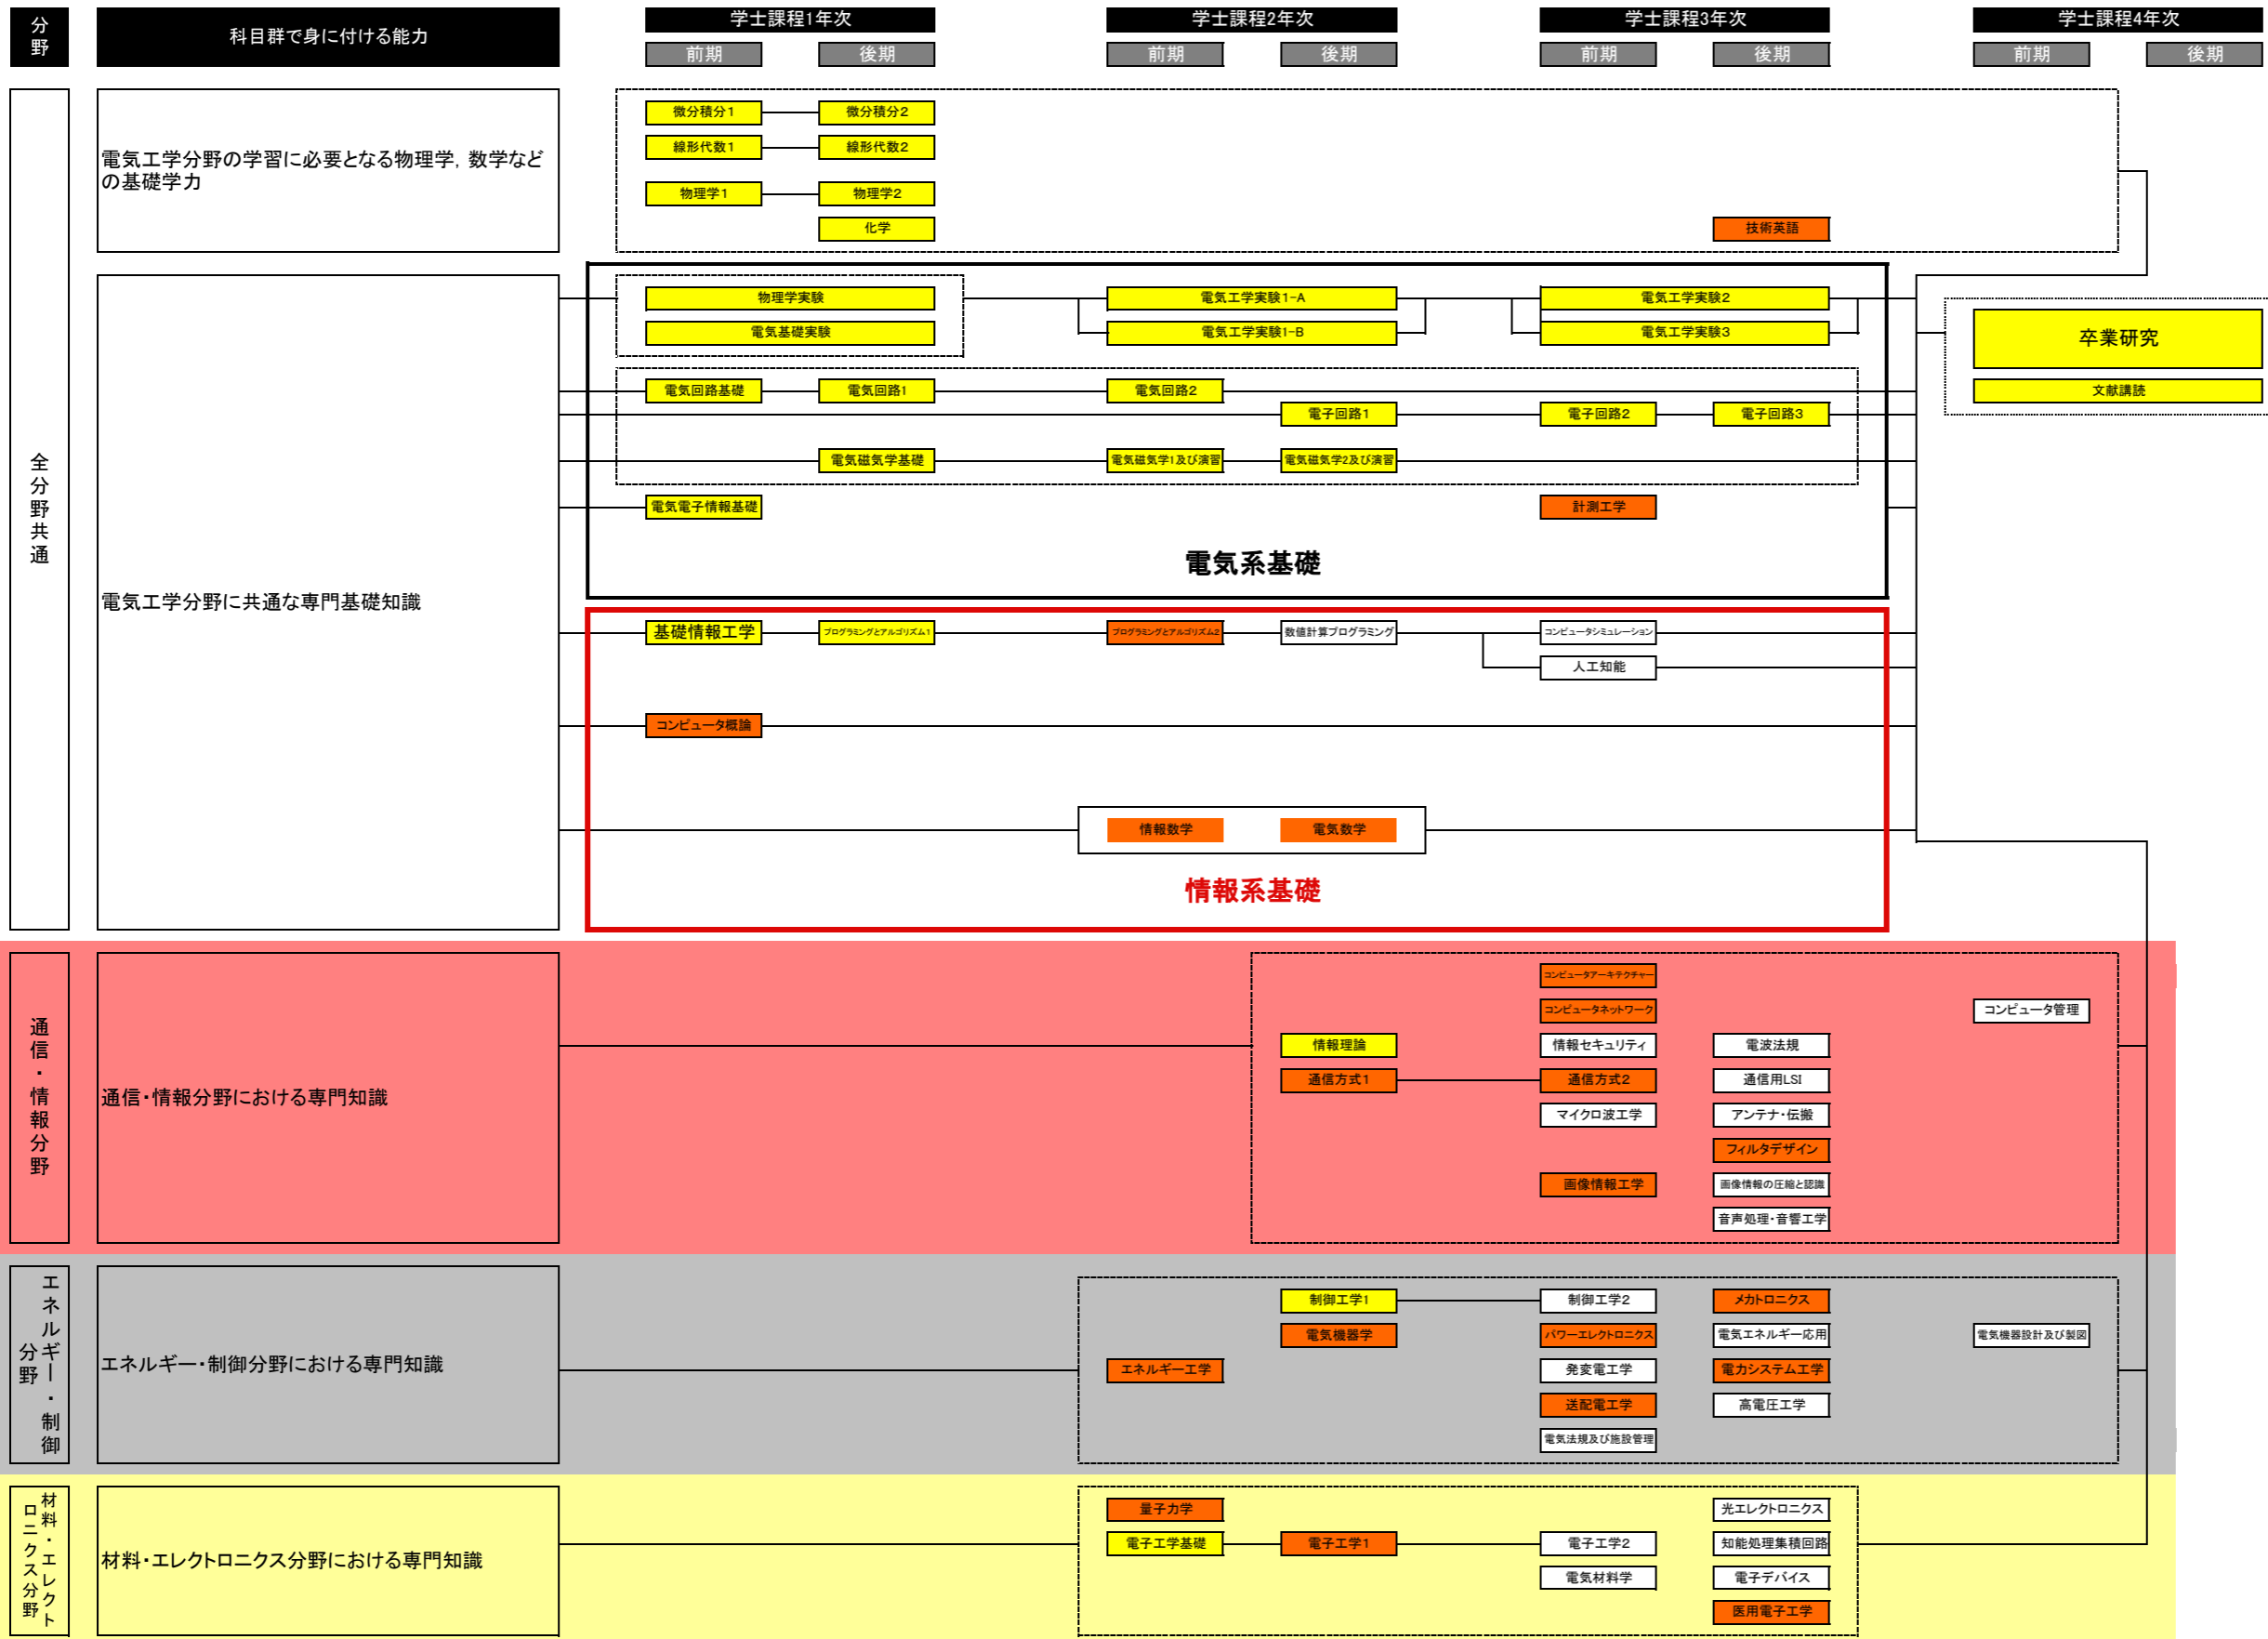 分野
科目群で身に付ける能力
学士課程1年次
学士課程2年次
学士課程3年次
学士課程4年次
前期
後期
前期
後期
前期
後期
前期
後期
全分野共通
電気工学分野の学習に必要となる物理学, 数学など
の基礎学力
微分積分1
微分積分2
線形代数1
線形代数2
物理学1
物理学2
化学
技術英語
電気工学分野に共通な専門基礎知識
物理学実験
電気工学実験1-A
電気工学実験2
電気基礎実験
電気工学実験1-B
電気工学実験3
卒業研究
文献講読
電気回路基礎
電気回路1
電気回路2
電子回路1
電子回路2
電子回路3
電気磁気学基礎
電気磁気学1及び演習
電気磁気学2及び演習
電気電子情報基礎
計測工学
電気系基礎
基礎情報工学
プログラミングとアルゴリズム1
プログラミングとアルゴリズム2
数値計算プログラミング
コンピュータシミュレーション
人工知能
コンピュータ概論
情報数学
電気数学
情報系基礎
通信・情報分野
通信・情報分野における専門知識
コンピュータアーキテクチャー
コンピュータネットワーク
コンピュータ管理
情報理論
情報セキュリティ
電波法規
通信方式1
通信方式2
通信用LSI
マイクロ波工学
アンテナ・伝搬
フィルタデザイン
画像情報工学
画像情報の圧縮と認識
音声処理・音響工学
エネルギー・制御
分野
エネルギー・制御分野における専門知識
制御工学1
制御工学2
メカトロニクス
電気機器学
パワーエレクトロニクス
電気エネルギー応用
電気機器設計及び製図
エネルギー工学
発変電工学
電力システム工学
送配電工学
高電圧工学
電気法規及び施設管理
材料・エレクト
ロニクス分野
材料・エレクトロニクス分野における専門知識
量子力学
光エレクトロニクス
電子工学基礎
電子工学1
電子工学2
知能処理集積回路
電気材料学
電子デバイス
医用電子工学